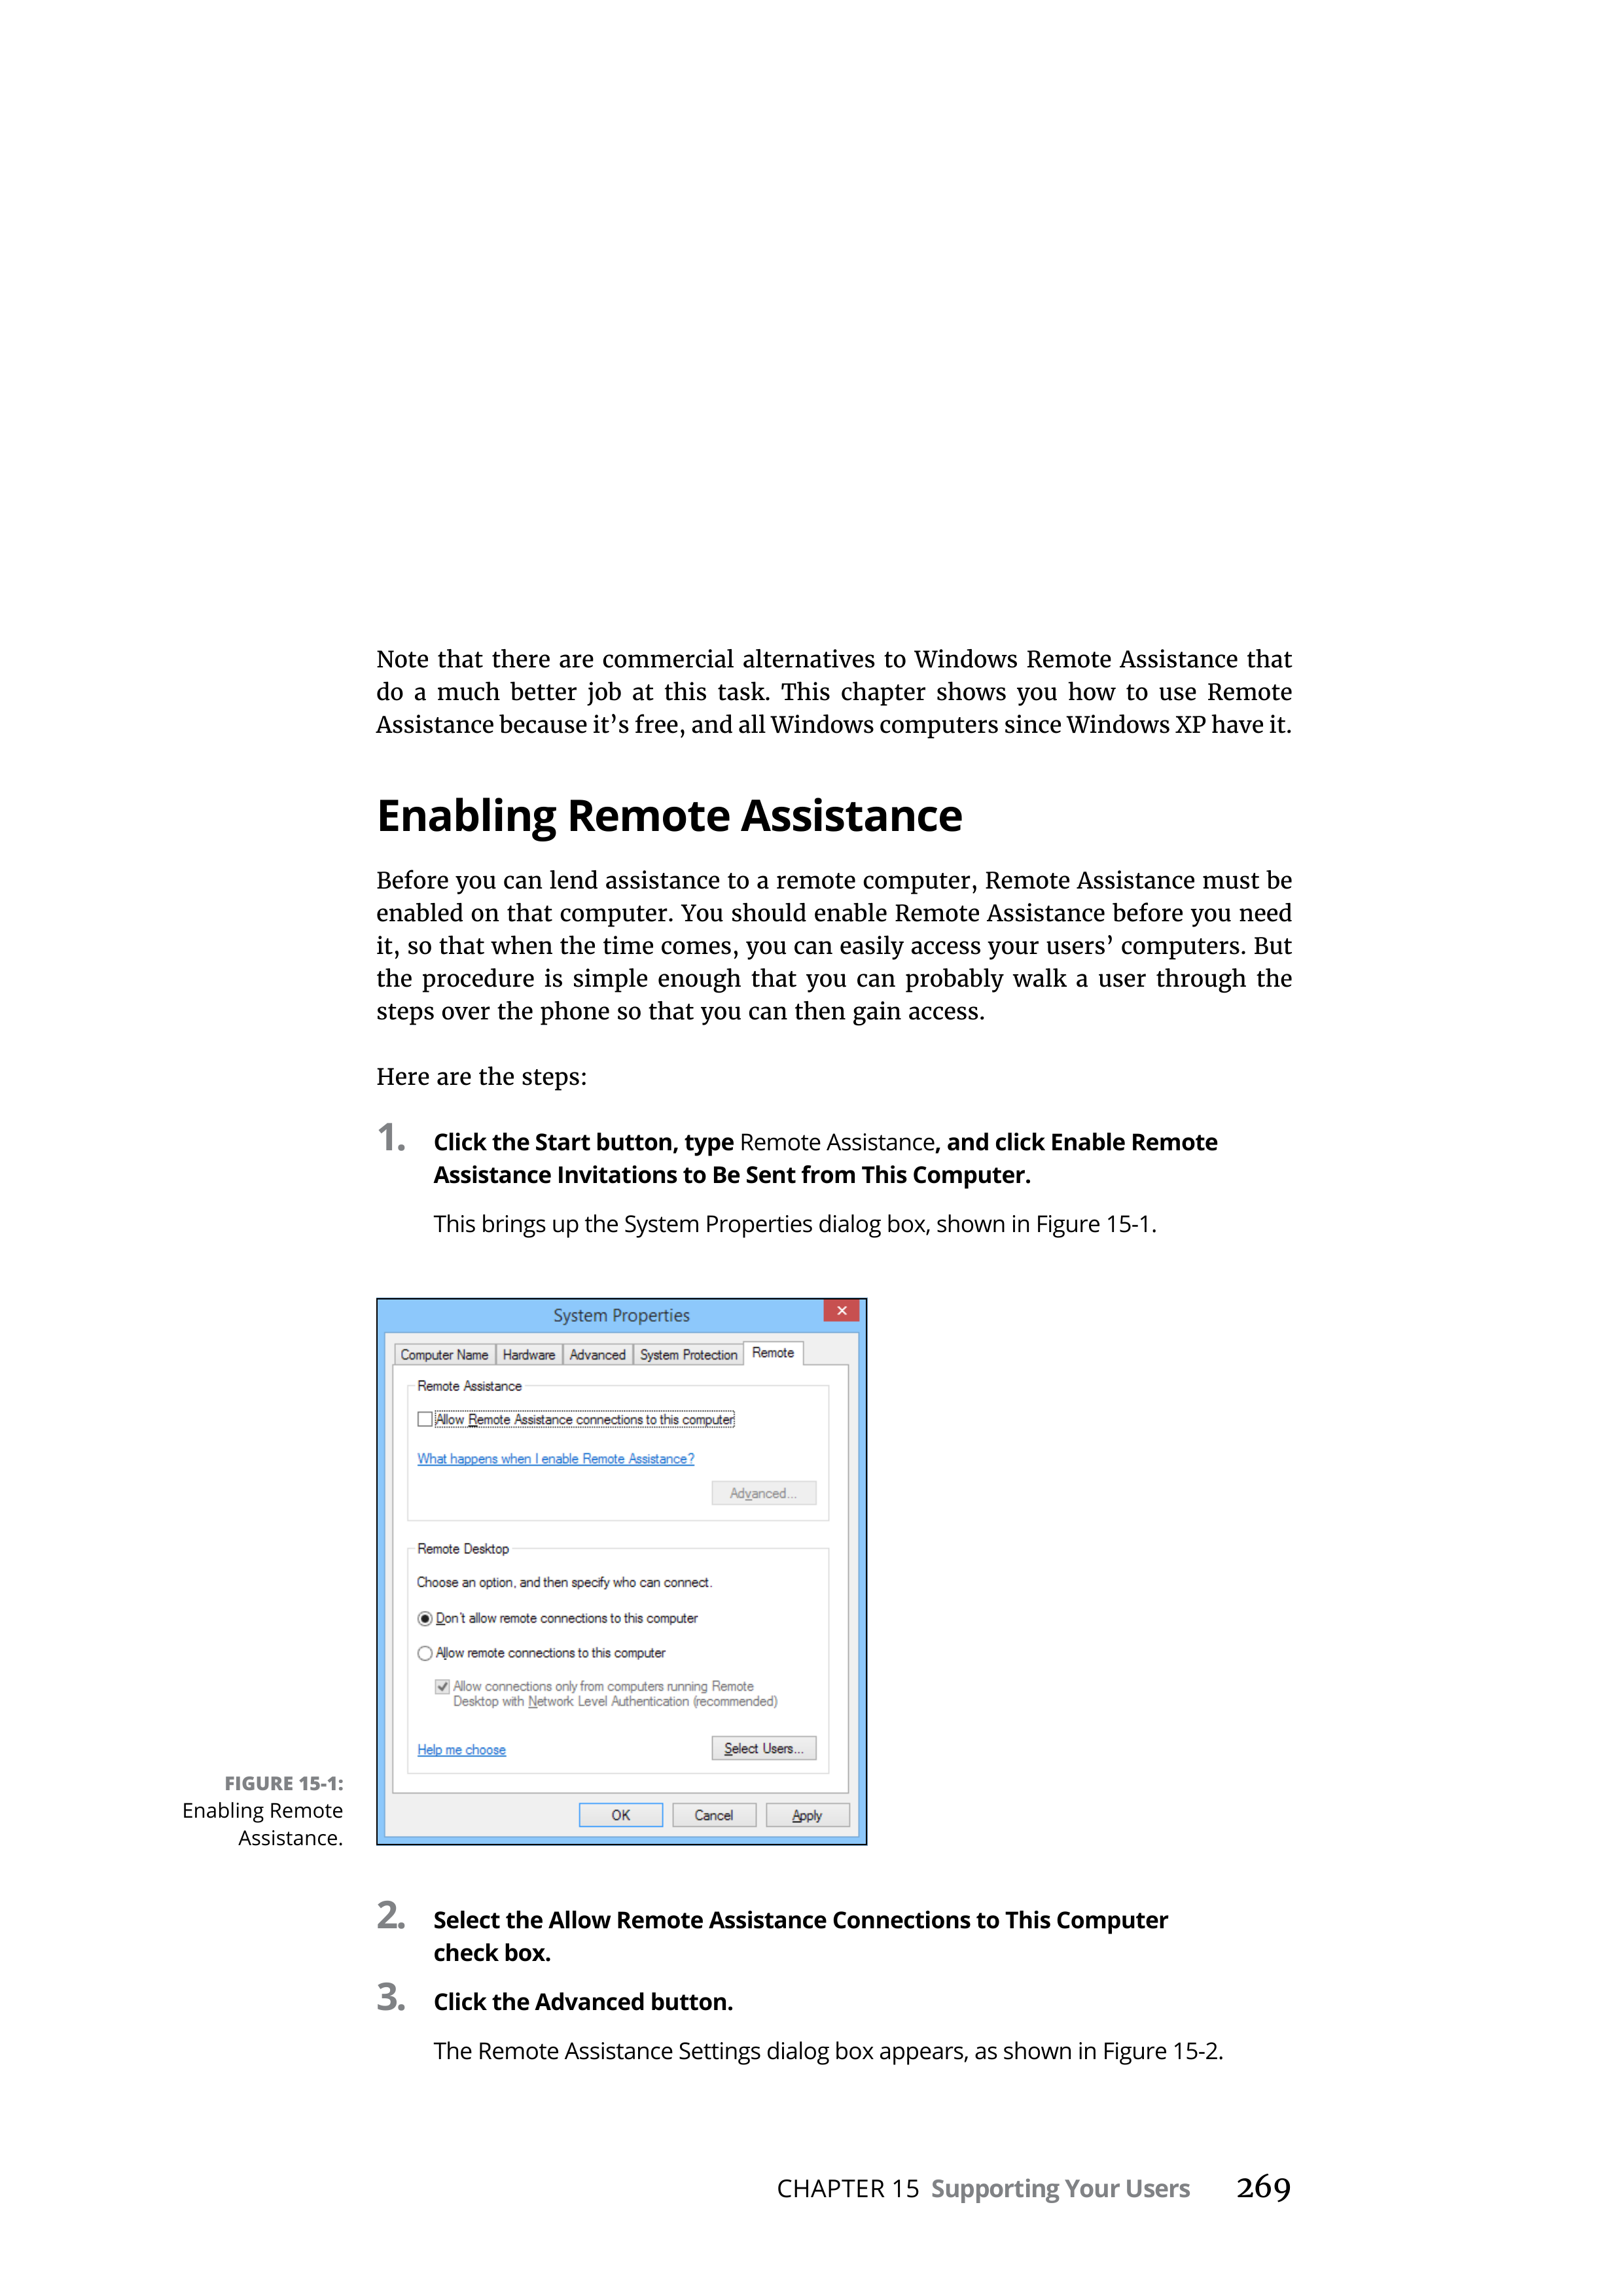 Note that there are commercial alternatives to Windows Remote Assistance that
do a much better job at this task. This chapter shows you how to use Remote
Assistance because it’s free, and all Windows computers since Windows XP have it.
Enabling Remote Assistance
Before you can lend assistance to a remote computer, Remote Assistance must be
enabled on that computer. You should enable Remote Assistance before you need
it, so that when the time comes, you can easily access your users’ computers. But
the procedure is simple enough that you can probably walk a user through the
steps over the phone so that you can then gain access.
Here are the steps:
1. Click the Start button, type Remote Assistance, and click Enable Remote
Assistance Invitations to Be Sent from This Computer.
This brings up the System Properties dialog box, shown in Figure 15-1.
System Properties
Computer Name Hardware Advanced System Protection Remote
Remote Assistance
Allow Remote Assistance connections to this computer
What happens when I enable Remote Assistance?
Advanced...
Remote Desktop
Choose an option, and then specify who can connect.
Don't allow remote connections to this computer
Allow remote connections to this computer
Allow connections only from computers running Remote
Desktop with Network Level Authentication (recommended)
Help me choose Select Users...
OK Cancel Apply
FIGURE 15-1:
Enabling Remote
Assistance.
2. Select the Allow Remote Assistance Connections to This Computer
check box.
3. Click the Advanced button.
The Remote Assistance Settings dialog box appears, as shown in Figure 15-2.
CHAPTER 15 Supporting Your Users 269